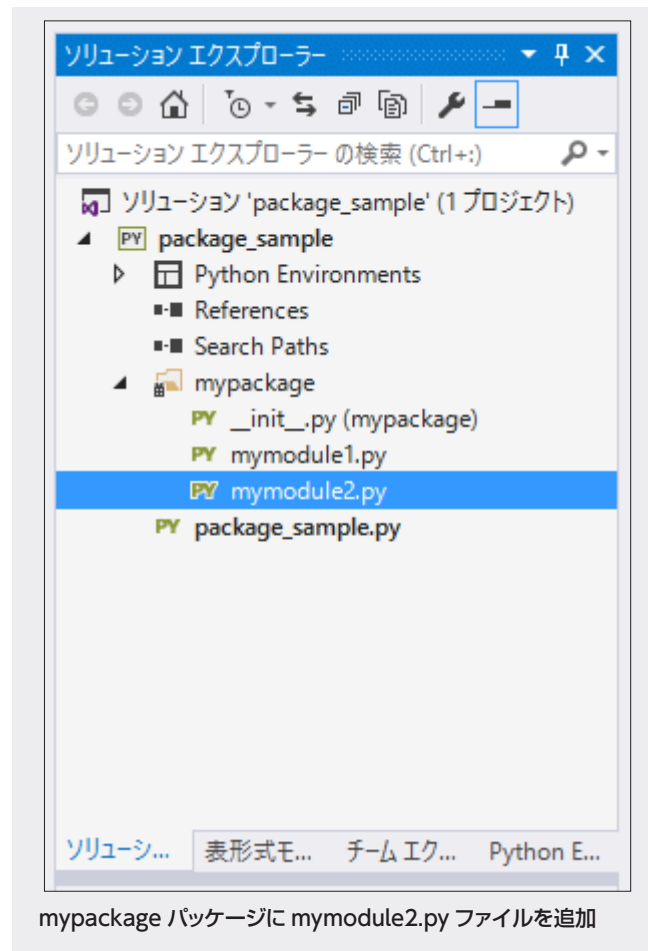 ソリューション エクスプローラー
ソリューション エクスプローラー の検索 (Ctrl+:)
ソリューション 'package_sample' (1 プロジェクト)
PY package_sample
Python Environments
References
Search Paths
mypackage
PY __init__.py (mypackage)
PY mymodule1.py
PY mymodule2.py
PY package_sample.py
ソリューシ... 表形式モ... チーム エク... Python E...
mypackage パッケージに mymodule2.py ファイルを追加